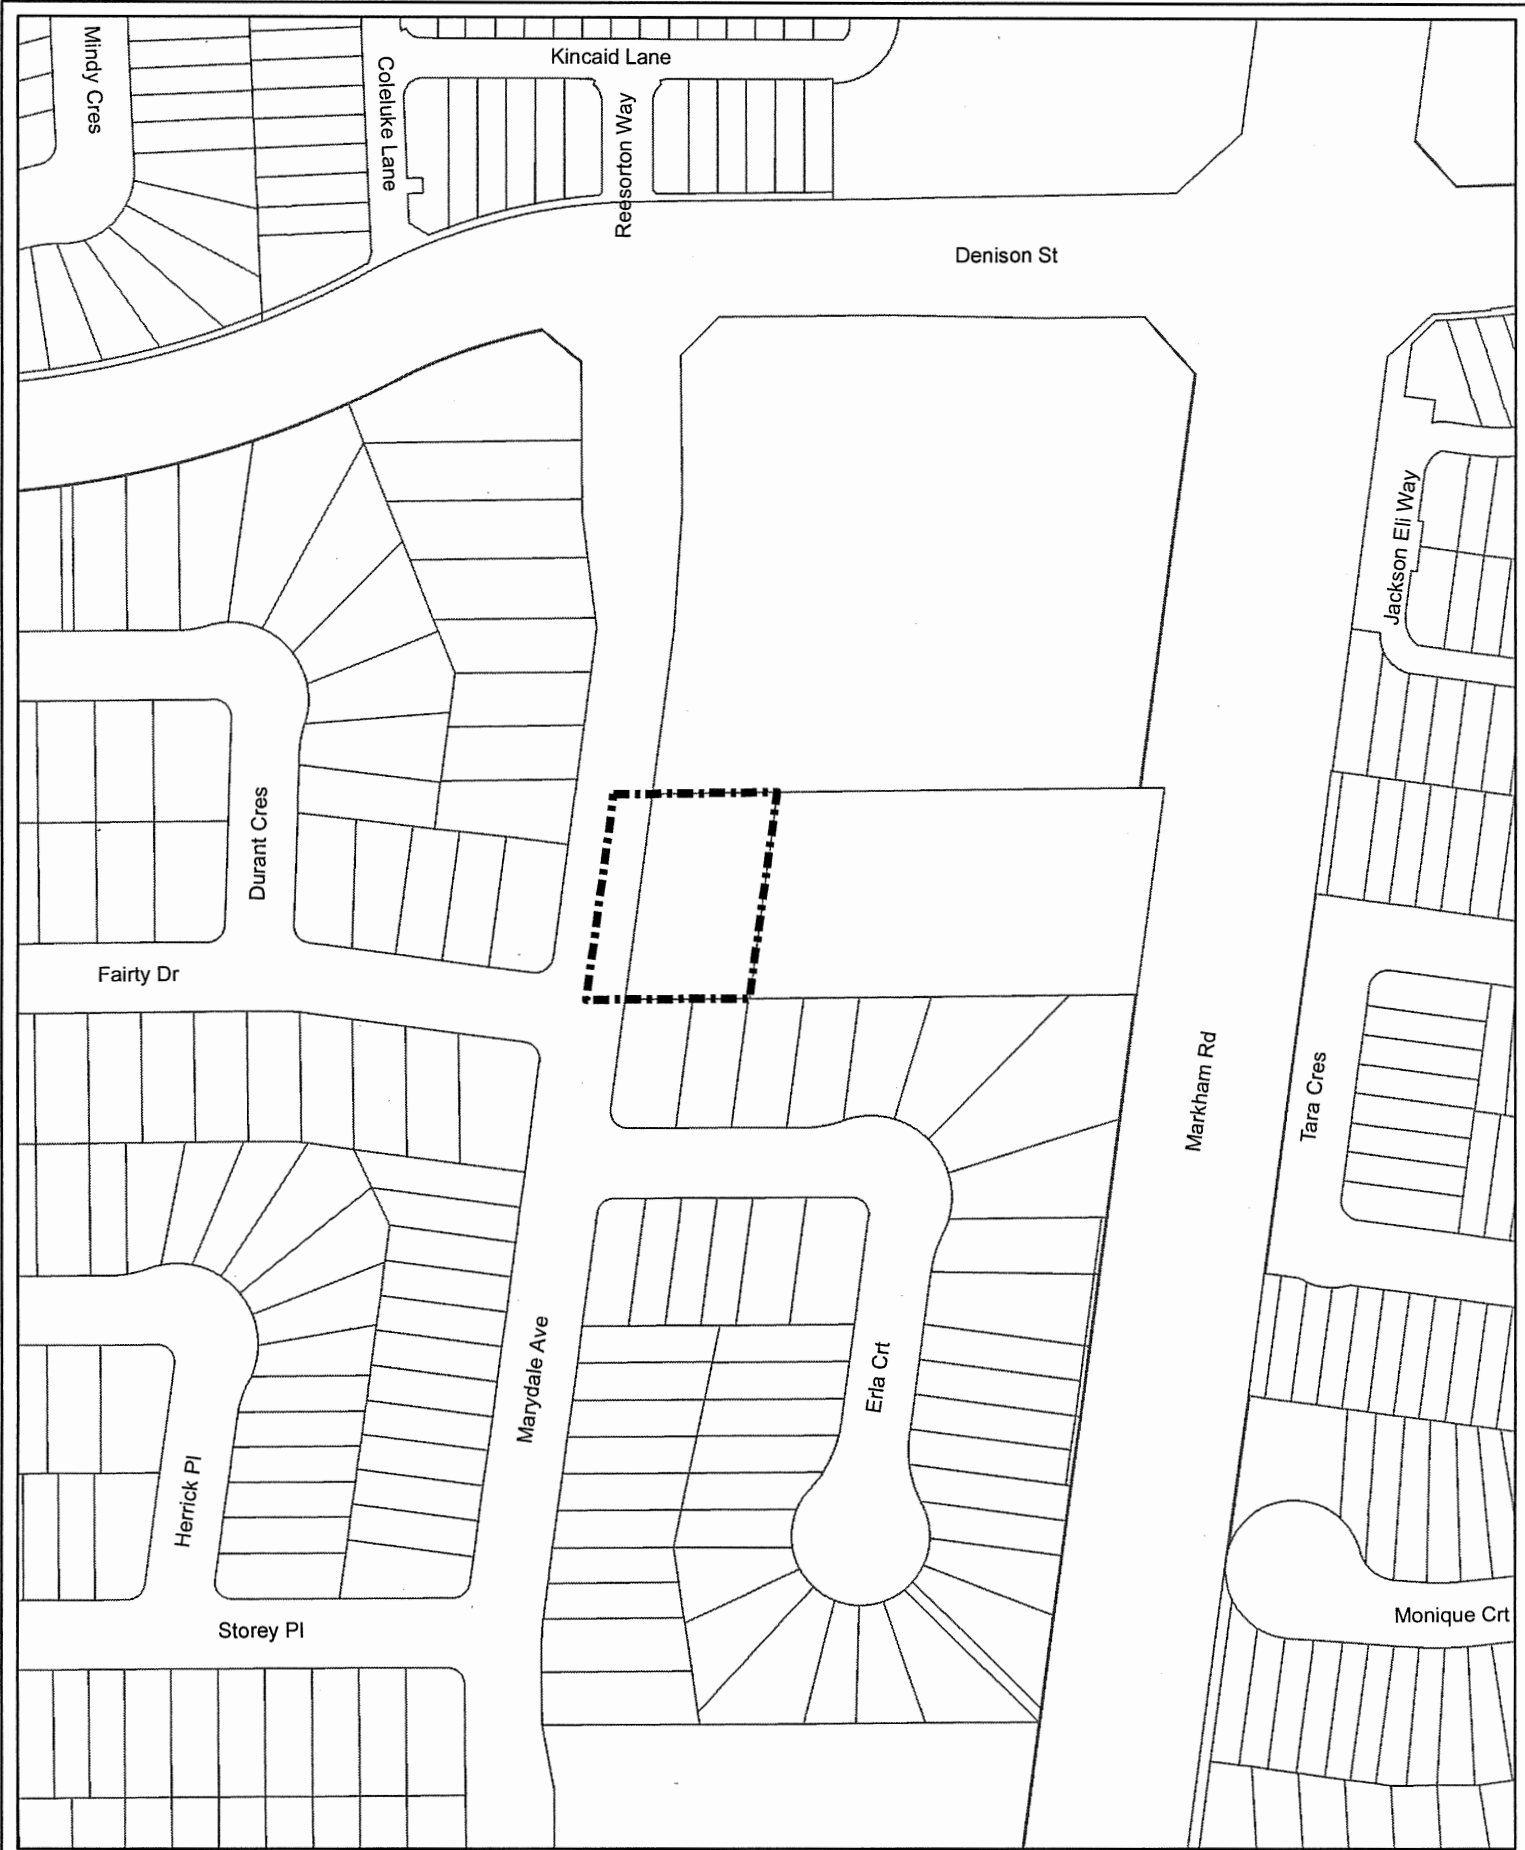 Mindy Cres
Coleluke Lane
Kincaid Lane
Reesorton Way
Denison St
Jackson Eli Way
Durant Cres
Fairty Dr
Markham Rd
Tara Cres
Marydale Ave
Erla Crt
Herrick Pl
Storey Pl
Monique Crt